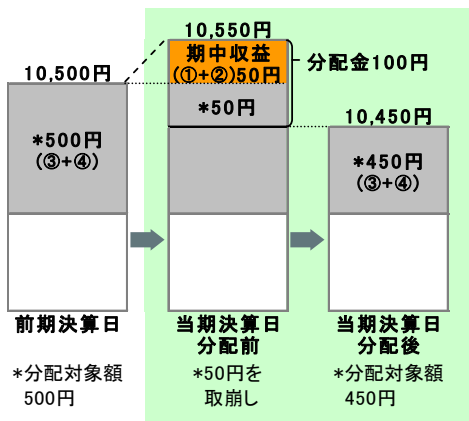 10,550円
期中収益
(①+②)50円
分配金100円
10,500円
*50円
10,450円
*500円
(③+④)
*450円
(③+④)
前期決算日
当期決算日
分配前
当期決算日
分配後
*分配対象額
500円
*50円を
取崩し
*分配対象額
450円